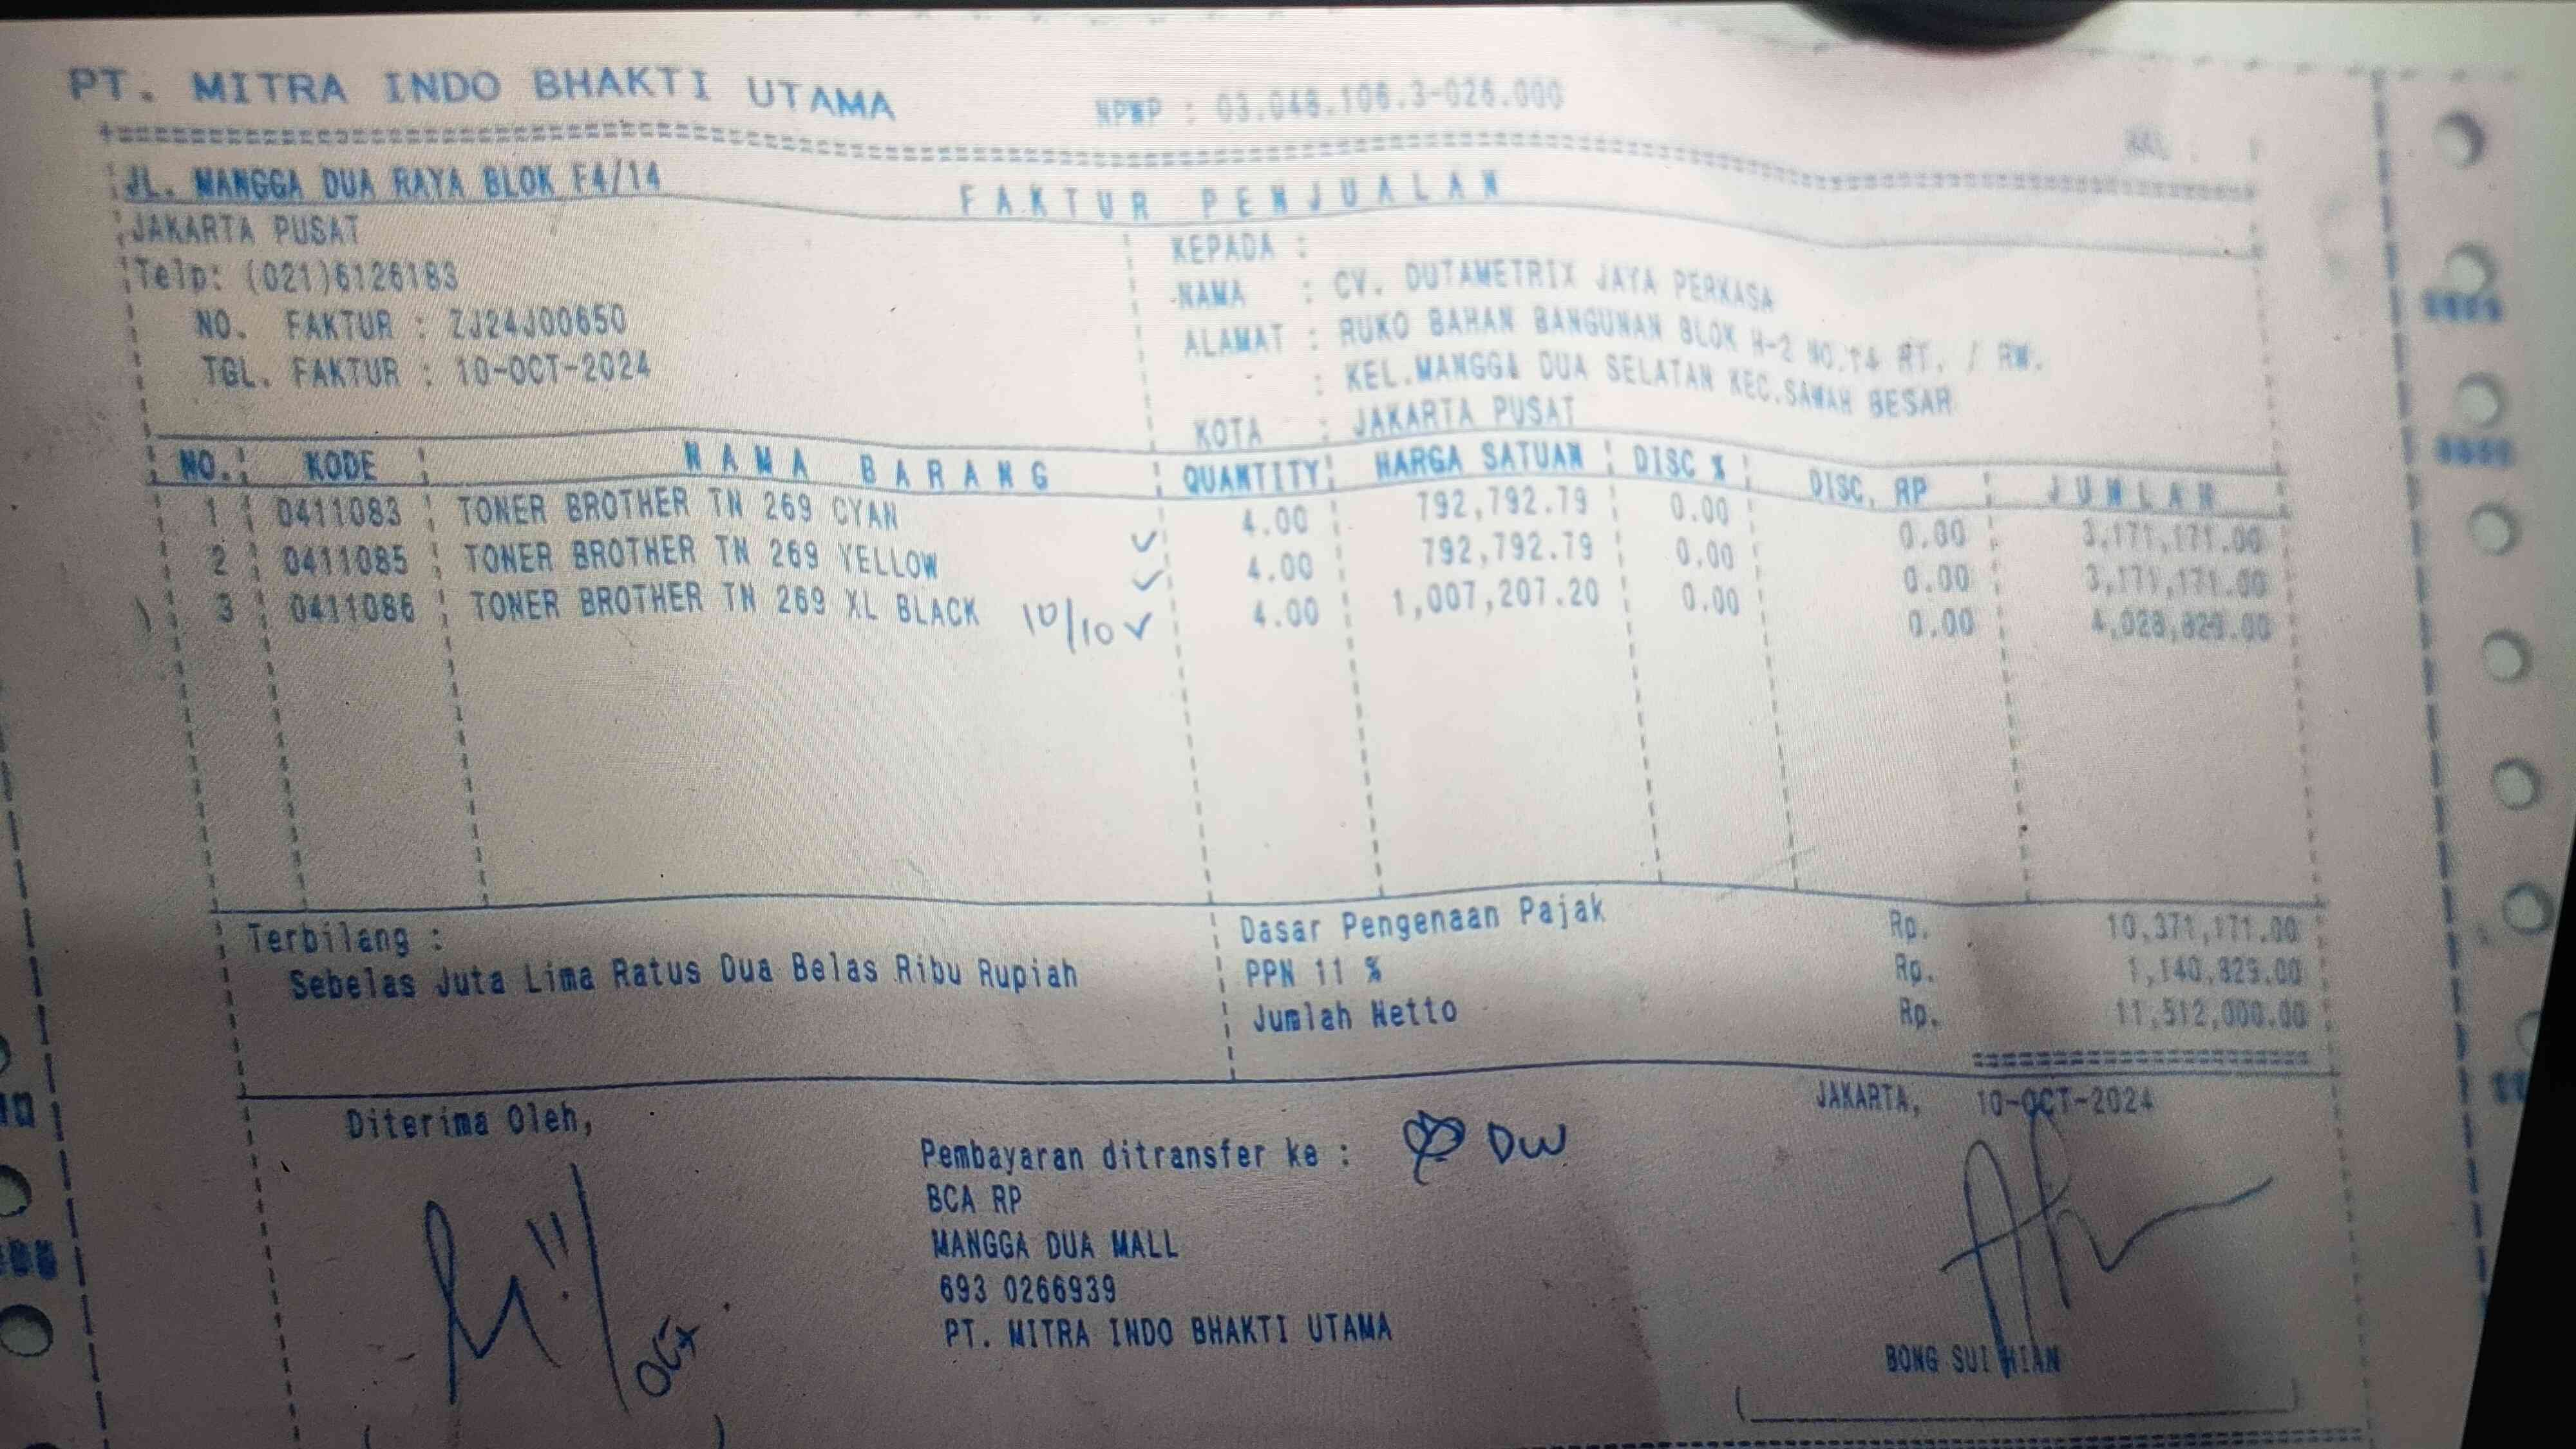 PT. MITRA INDO BHAKTI UTAMA
NPWP : 03.048.106.3-026.000
HAL :
JL. MANGGA DUA RAYA BLOK F4/14
FAKTUR PENJUALAN
JAKARTA PUSAT
Telp: (021)6126183
NO. FAKTUR : ZJ24J00650
TGL. FAKTUR : 10-OCT-2024
KEPADA :
NAMA : CV. DUTAMETRIX JAYA PERKASA
ALAMAT : RUKO BAHAN BANGUNAN BLOK H-2 NO.14 RT. / RW.
: KEL.MANGGA DUA SELATAN KEC.SAWAH BESAR
KOTA : JAKARTA PUSAT
NO. KODE NAMA BARANG QUANTITY HARGA SATUAN DISC % DISC. RP JUMLAH
1 0411083 TONER BROTHER TN 269 CYAN 4.00 792,792.79 0.00 0.00 3,171,171.00
2 0411085 TONER BROTHER TN 269 YELLOW 4.00 792,792.79 0.00 0.00 3,171,171.00
3 0411086 TONER BROTHER TN 269 XL BLACK 10/10 4.00 1,007,207.20 0.00 0.00 4,028,829.00
Terbilang :
Sebelas Juta Lima Ratus Dua Belas Ribu Rupiah
Dasar Pengenaan Pajak Rp. 10,371,171.00
PPN 11 % Rp. 1,140,829.00
Jumlah Netto Rp. 11,512,000.00
JAKARTA, 10-OCT-2024
Diterima Oleh,
Pembayaran ditransfer ke : DW
BCA RP
MANGGA DUA MALL
693 0266939
PT. MITRA INDO BHAKTI UTAMA
BONG SUI HIAN